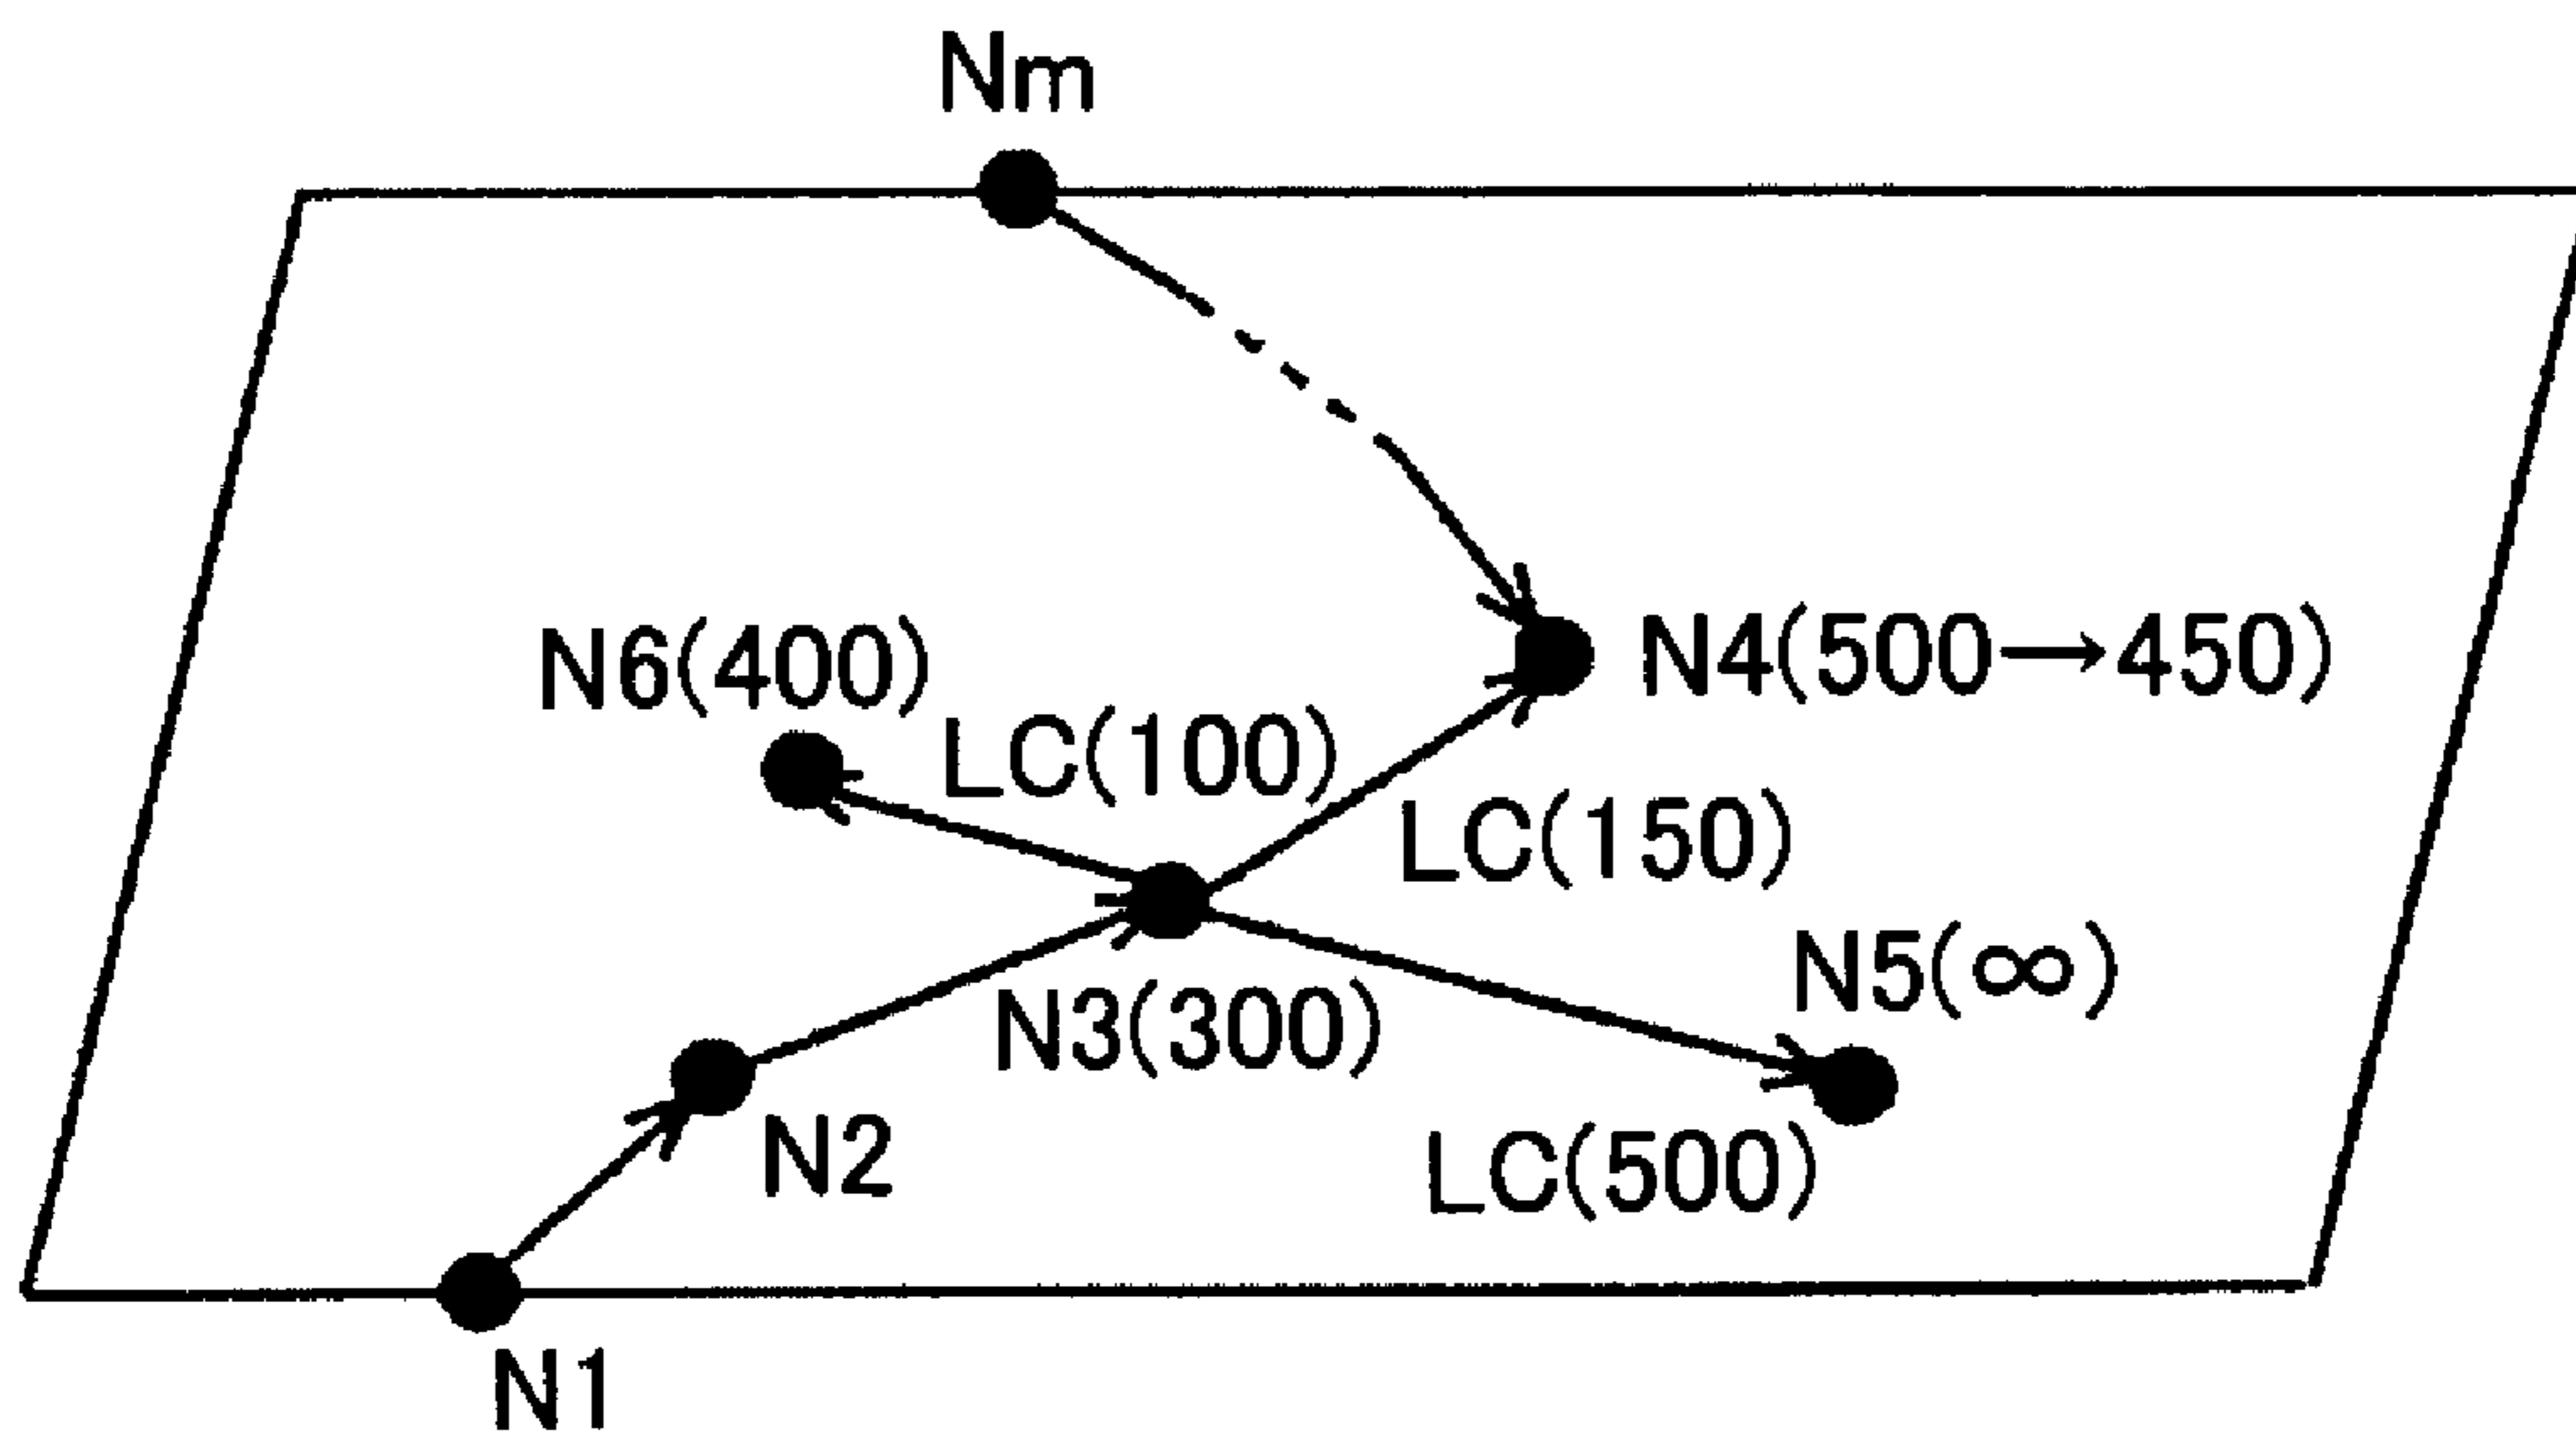 Nm
N4(500→450)
N6(400)
LC(100)
LC(150)
N5(∞)
N3(300)
N2
LC(500)
N1